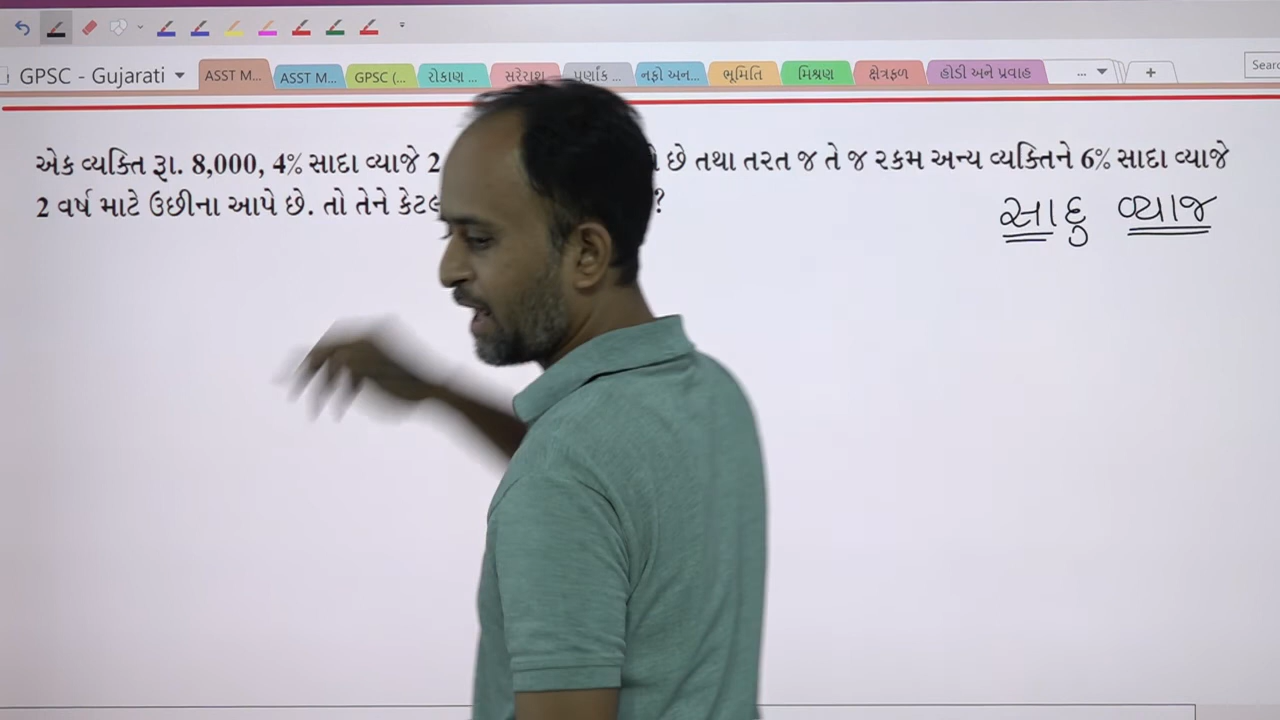 GPSC - Gujarati
ASST M...
ASST M...
GPSC (...
રોકાણ ...
સરેરાશ
પૂર્ણાંક ...
નફો અન...
ભૂમિતિ
મિશ્રણ
ક્ષેત્રફળ
હોડી અને પ્રવાહ
...
Searc
એક વ્યક્તિ રૂા. 8,000, 4% સાદા વ્યાજે 2 છે તથા તરત જ તે જ રકમ અન્ય વ્યક્તિને 6% સાદા વ્યાજે
2 વર્ષ માટે ઉછીના આપે છે. તો તેને ?
સાદુ વ્યાજ